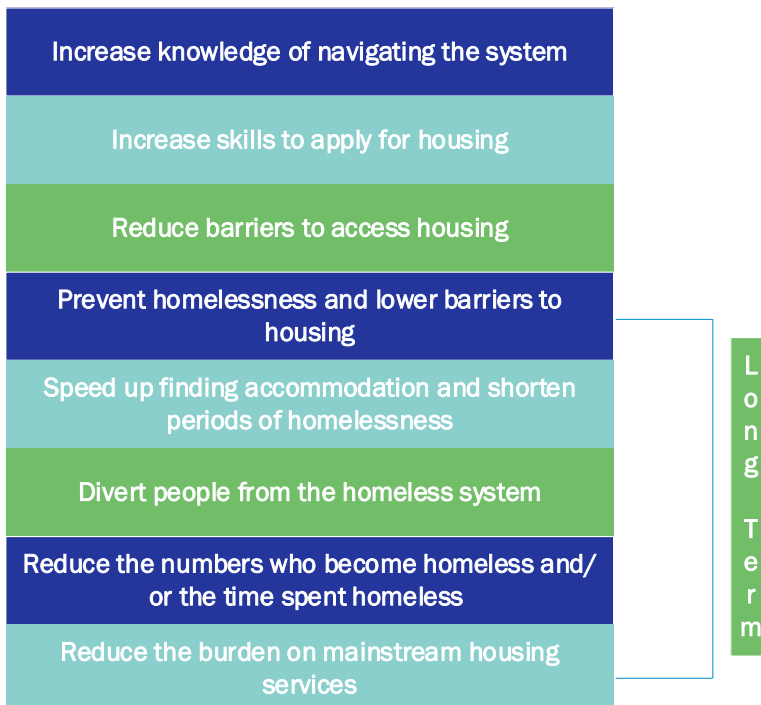 Increase knowledge of navigating the system
Increase skills to apply for housing
Reduce barriers to access housing
Prevent homelessness and lower barriers to
housing
Speed up finding accommodation and shorten
periods of homelessness
Divert people from the homeless system
Reduce the numbers who become homeless and/
or the time spent homeless
Reduce the burden on mainstream housing
services
Long Term